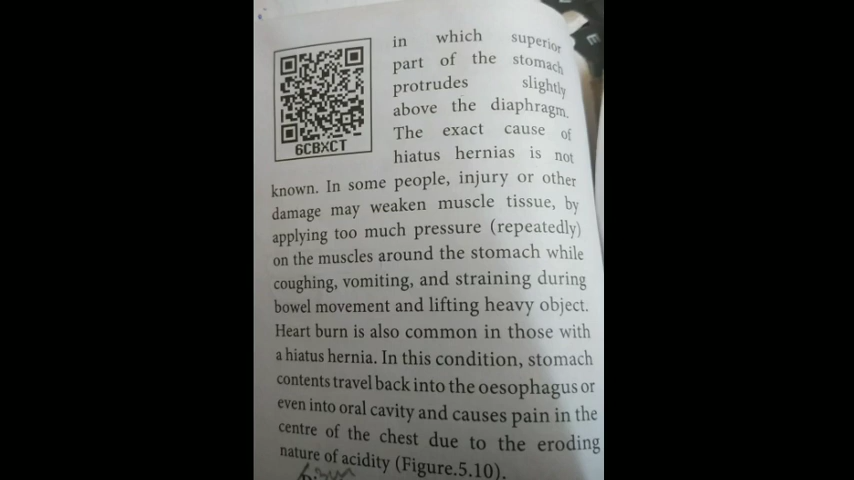 6CBXCT
in which superior
part of the stomach
protrudes slightly
above the diaphragm.
The exact cause of
hiatus hernias is not
known. In some people, injury or other
damage may weaken muscle tissue, by
applying too much pressure (repeatedly)
on the muscles around the stomach while
coughing, vomiting, and straining during
bowel movement and lifting heavy object.
Heart burn is also common in those with
a hiatus hernia. In this condition, stomach
contents travel back into the oesophagus or
even into oral cavity and causes pain in the
centre of the chest due to the eroding
nature of acidity (Figure.5.10).